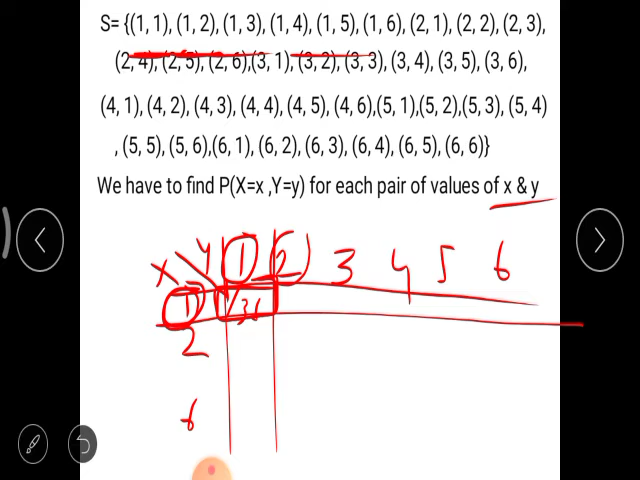 S= {(1, 1), (1, 2), (1, 3), (1, 4), (1, 5), (1, 6), (2, 1), (2, 2), (2, 3),
(2, 4), (2, 5), (2, 6),(3, 1), (3, 2), (3, 3), (3, 4), (3, 5), (3, 6),
(4, 1), (4, 2), (4, 3), (4, 4), (4, 5), (4, 6),(5, 1),(5, 2),(5, 3), (5, 4)
, (5, 5), (5, 6),(6, 1), (6, 2), (6, 3), (6, 4), (6, 5), (6, 6)}
We have to find P(X=x ,Y=y) for each pair of values of x & y
X Y 1 2 3 4 5 6
1 1/36
2
6